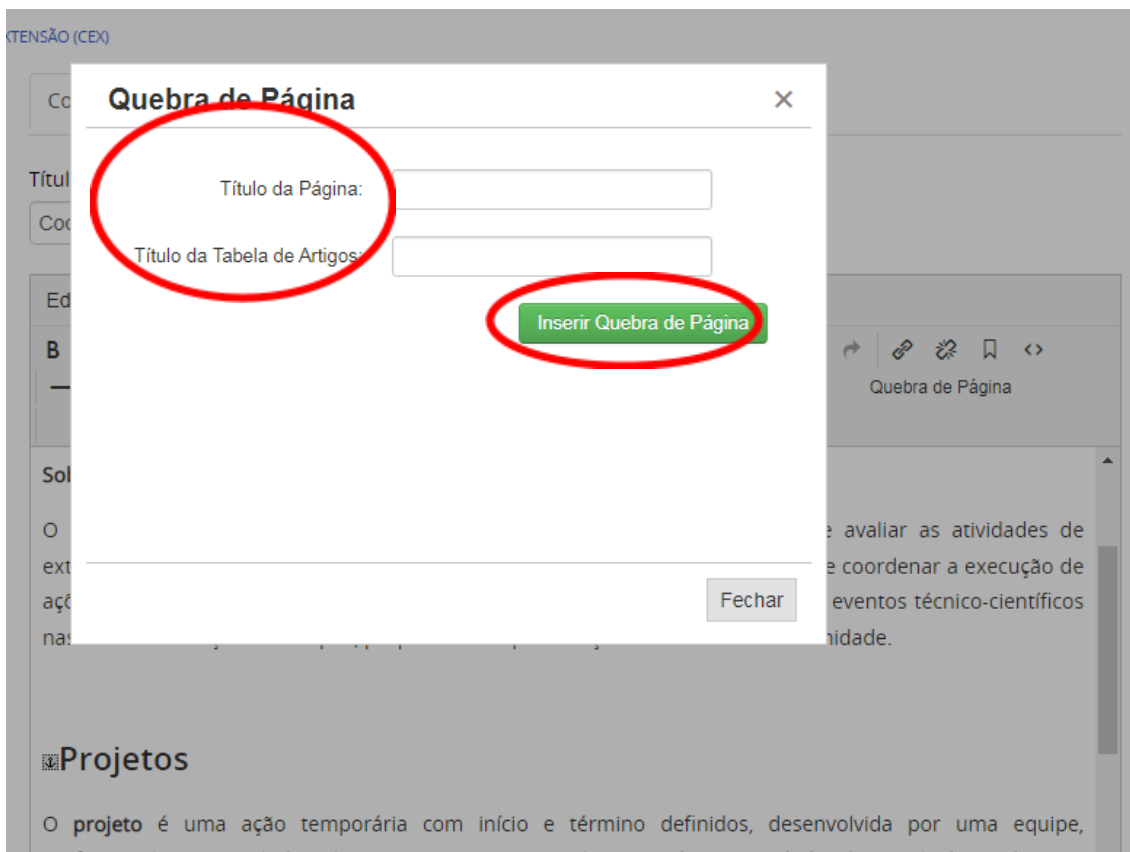 (CEX)
Quebra de Página
×
Título da Página:
Título da Tabela de Artigos:
Inserir Quebra de Página
B
Quebra de Página
Fechar
O
avaliar as atividades de
coordenar a execução de
eventos técnico-científicos
Projetos
O projeto é uma ação temporária com início e término definidos, desenvolvida por uma equipe,